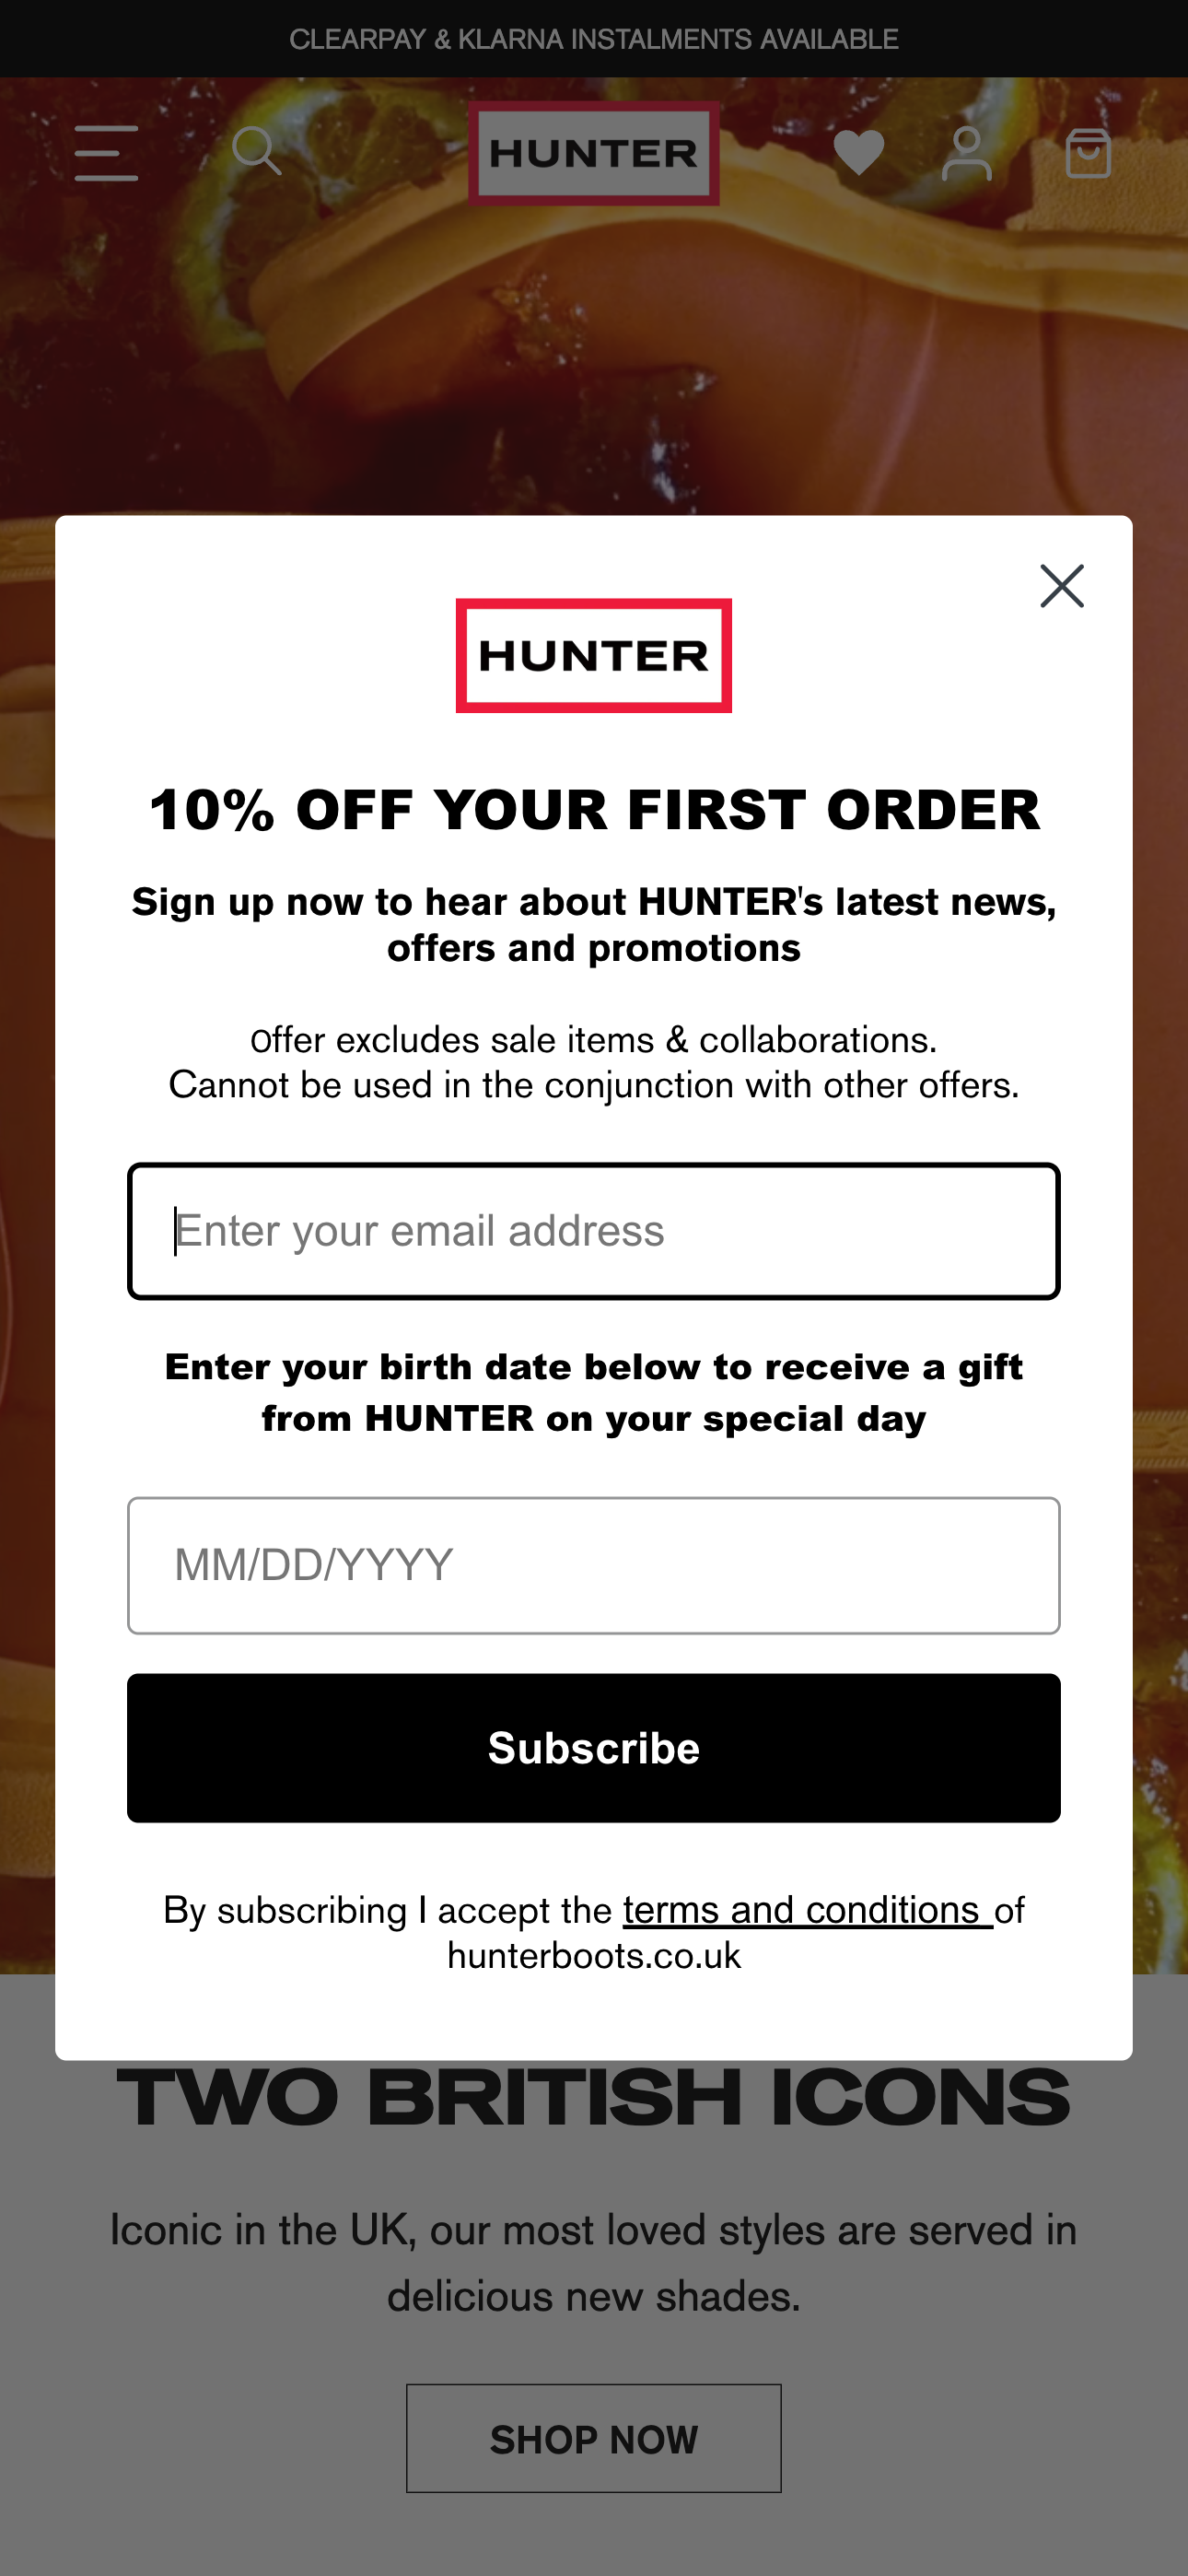 CLEARPAY & KLARNA INSTALMENTS AVAILABLE
HUNTER
HUNTER
10% OFF YOUR FIRST ORDER
Sign up now to hear about HUNTER's latest news,
offers and promotions
Offer excludes sale items & collaborations.
Cannot be used in the conjunction with other offers.
Enter your email address
Enter your birth date below to receive a gift
from HUNTER on your special day
MM/DD/YYYY
Subscribe
By subscribing I accept the terms and conditions of
hunterboots.co.uk
TWO BRITISH ICONS
Iconic in the UK, our most loved styles are served in
delicious new shades.
SHOP NOW